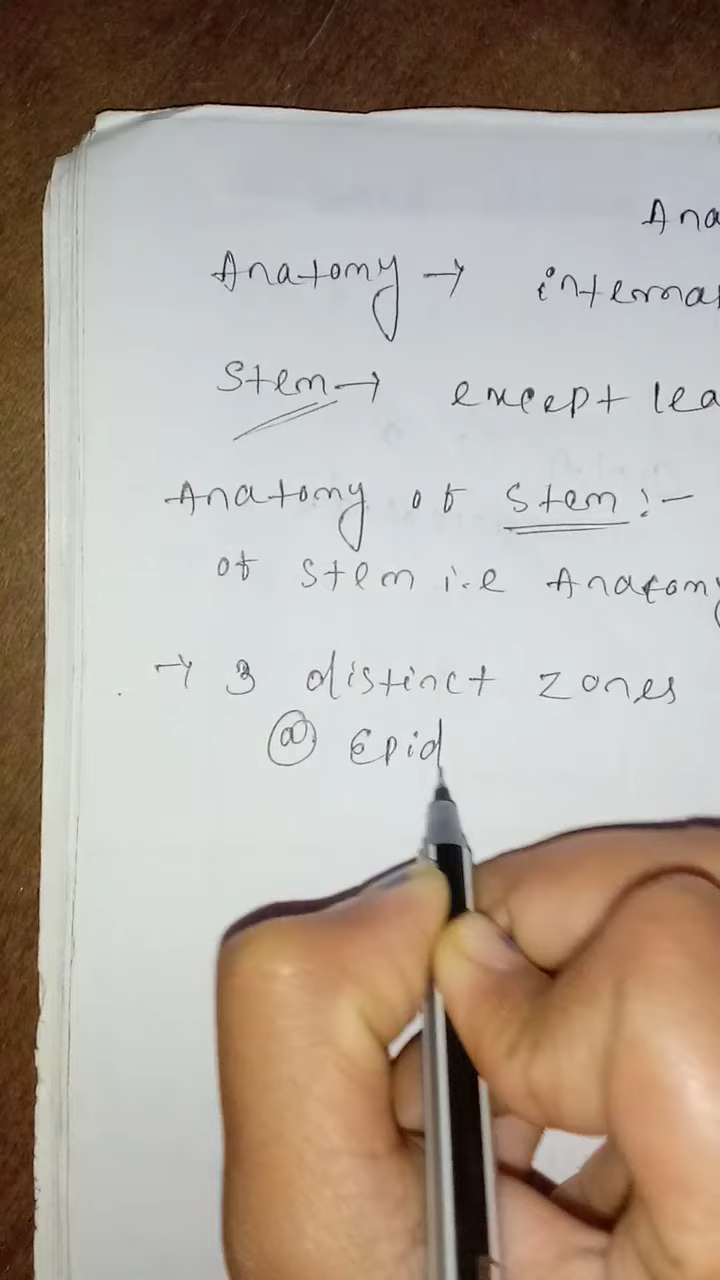 Ana
Anatomy → interna
Stem → except lea
Anatomy of Stem :-
of stem i.e Anatomy
→ 3 distinct zones
ⓐ Epid